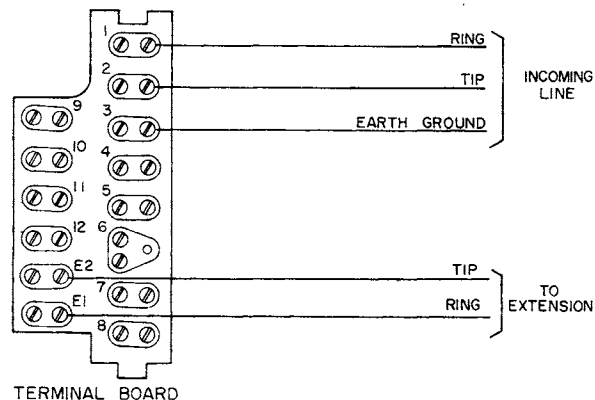 1
RING
2
TIP
INCOMING
LINE
3
EARTH GROUND
9
4
10
5
11
6
12
E2
TIP
7
TO
EXTENSION
E1
RING
8
TERMINAL BOARD